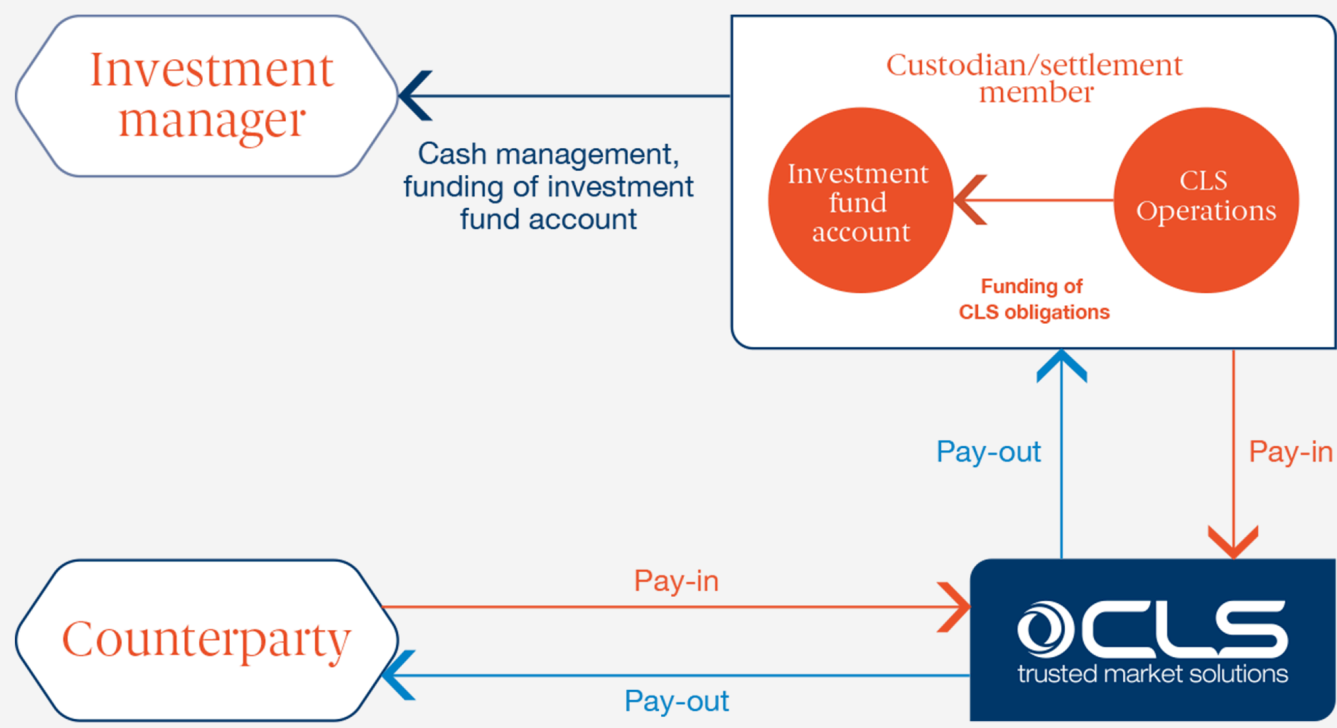 Investment
manager
Cash management,
funding of investment
fund account
Custodian/settlement
member
Investment
fund
account
CLS
Operations
Funding of
CLS obligations
Pay-out
Pay-in
Counterparty
Pay-in
Pay-out
CLS
trusted market solutions